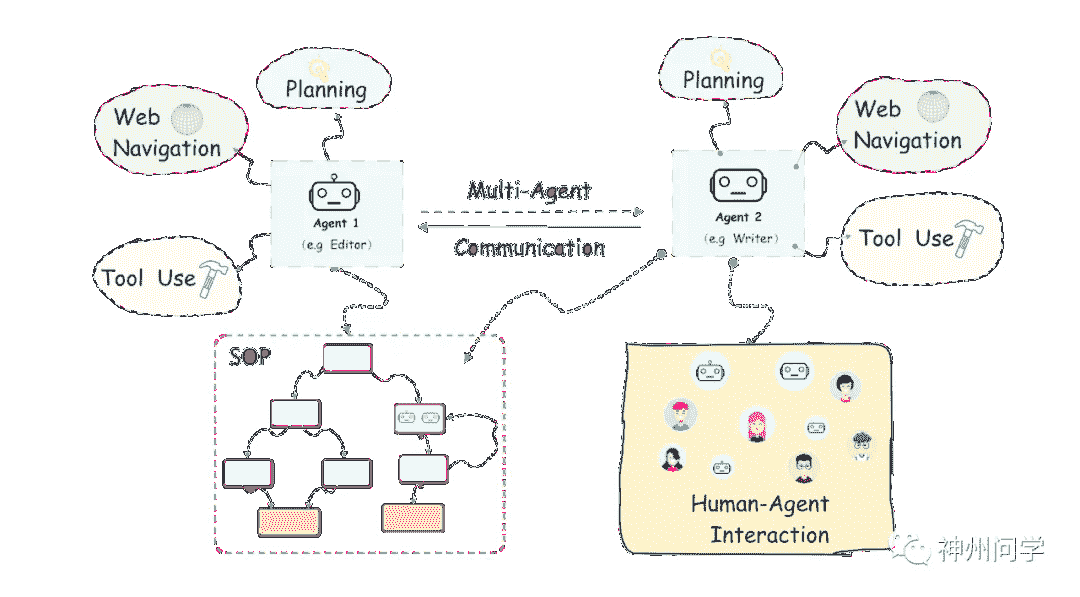 Planning
Planning
Web
Navigation
Web
Navigation
Multi-Agent
Agent 1
(e.g Editor)
Agent 2
(e.g Writer)
Communication
Tool Use
Tool Use
SOP
Human-Agent
Interaction
神州问学